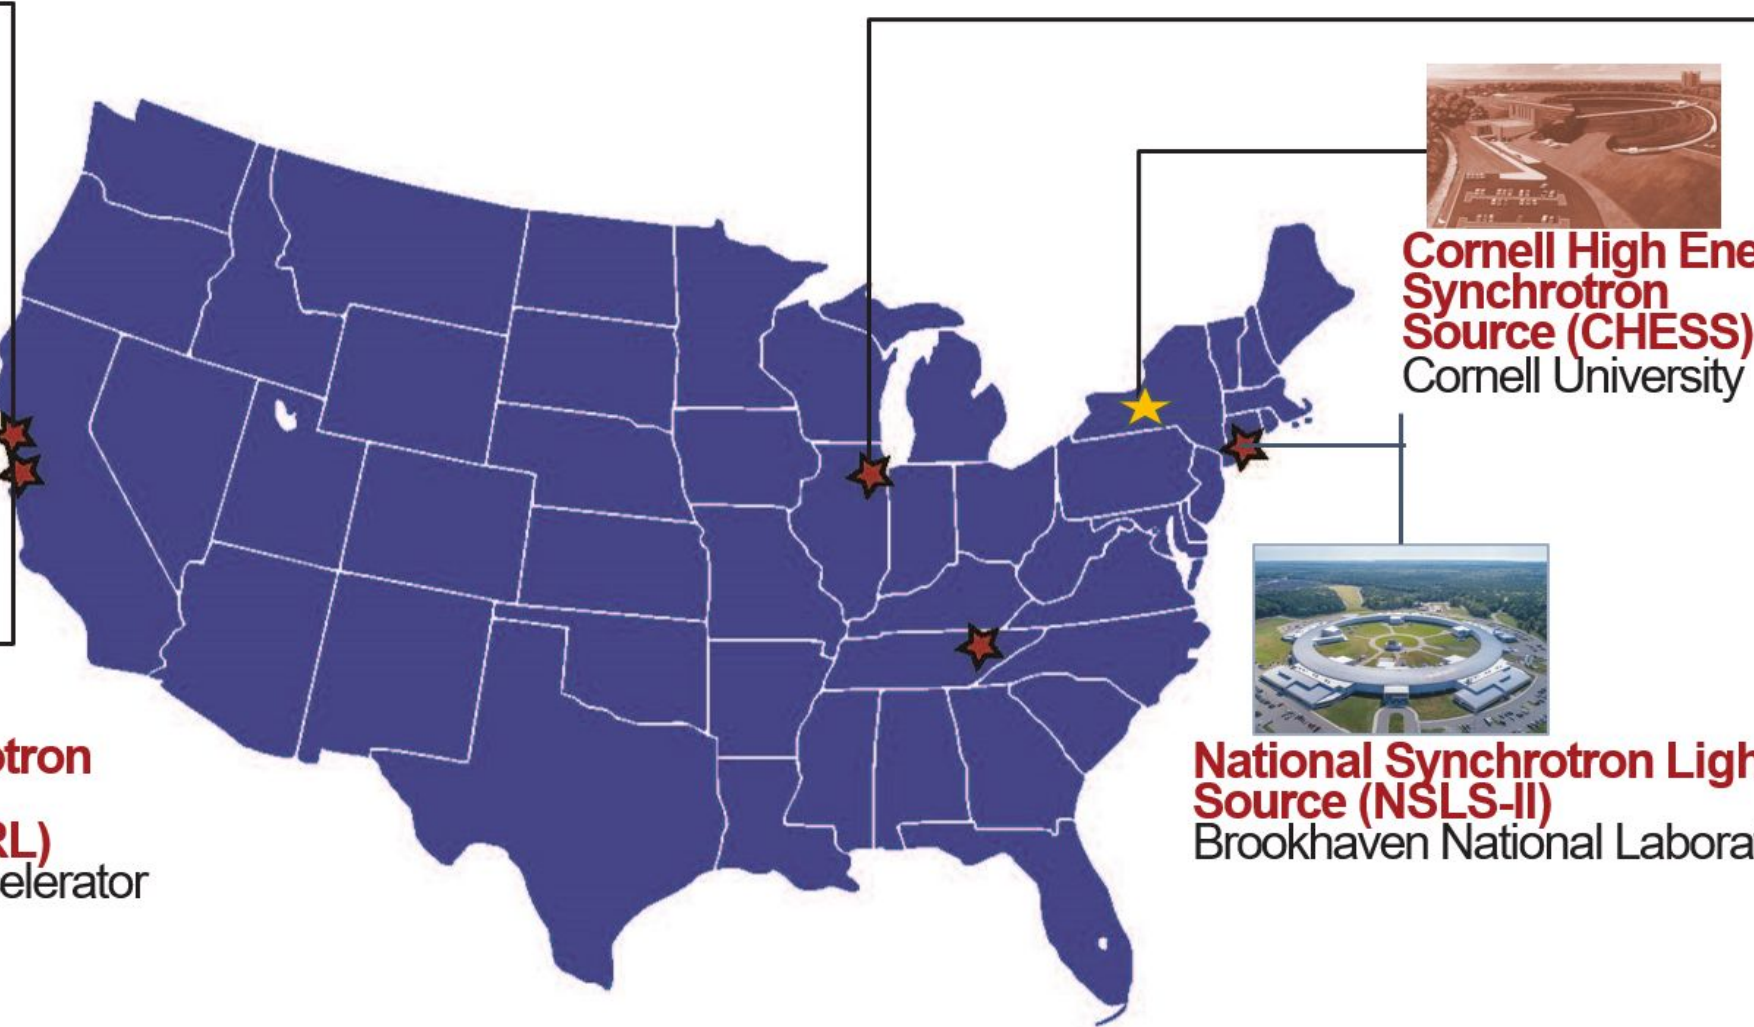 Cornell High Ene
Synchrotron
Source (CHESS)
Cornell University
National Synchrotron Ligh
Source (NSLS-II)
Brookhaven National Labora
otron
RL)
elerator